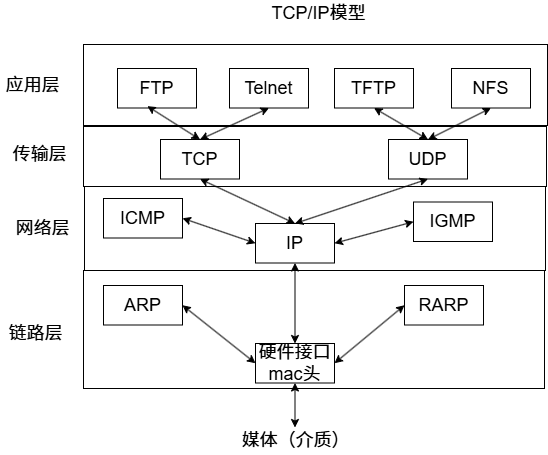 TCP/IP模型
应用层
FTP
Telnet
TFTP
NFS
传输层
TCP
UDP
网络层
ICMP
IP
IGMP
链路层
ARP
RARP
硬件接口
mac头
媒体（介质）